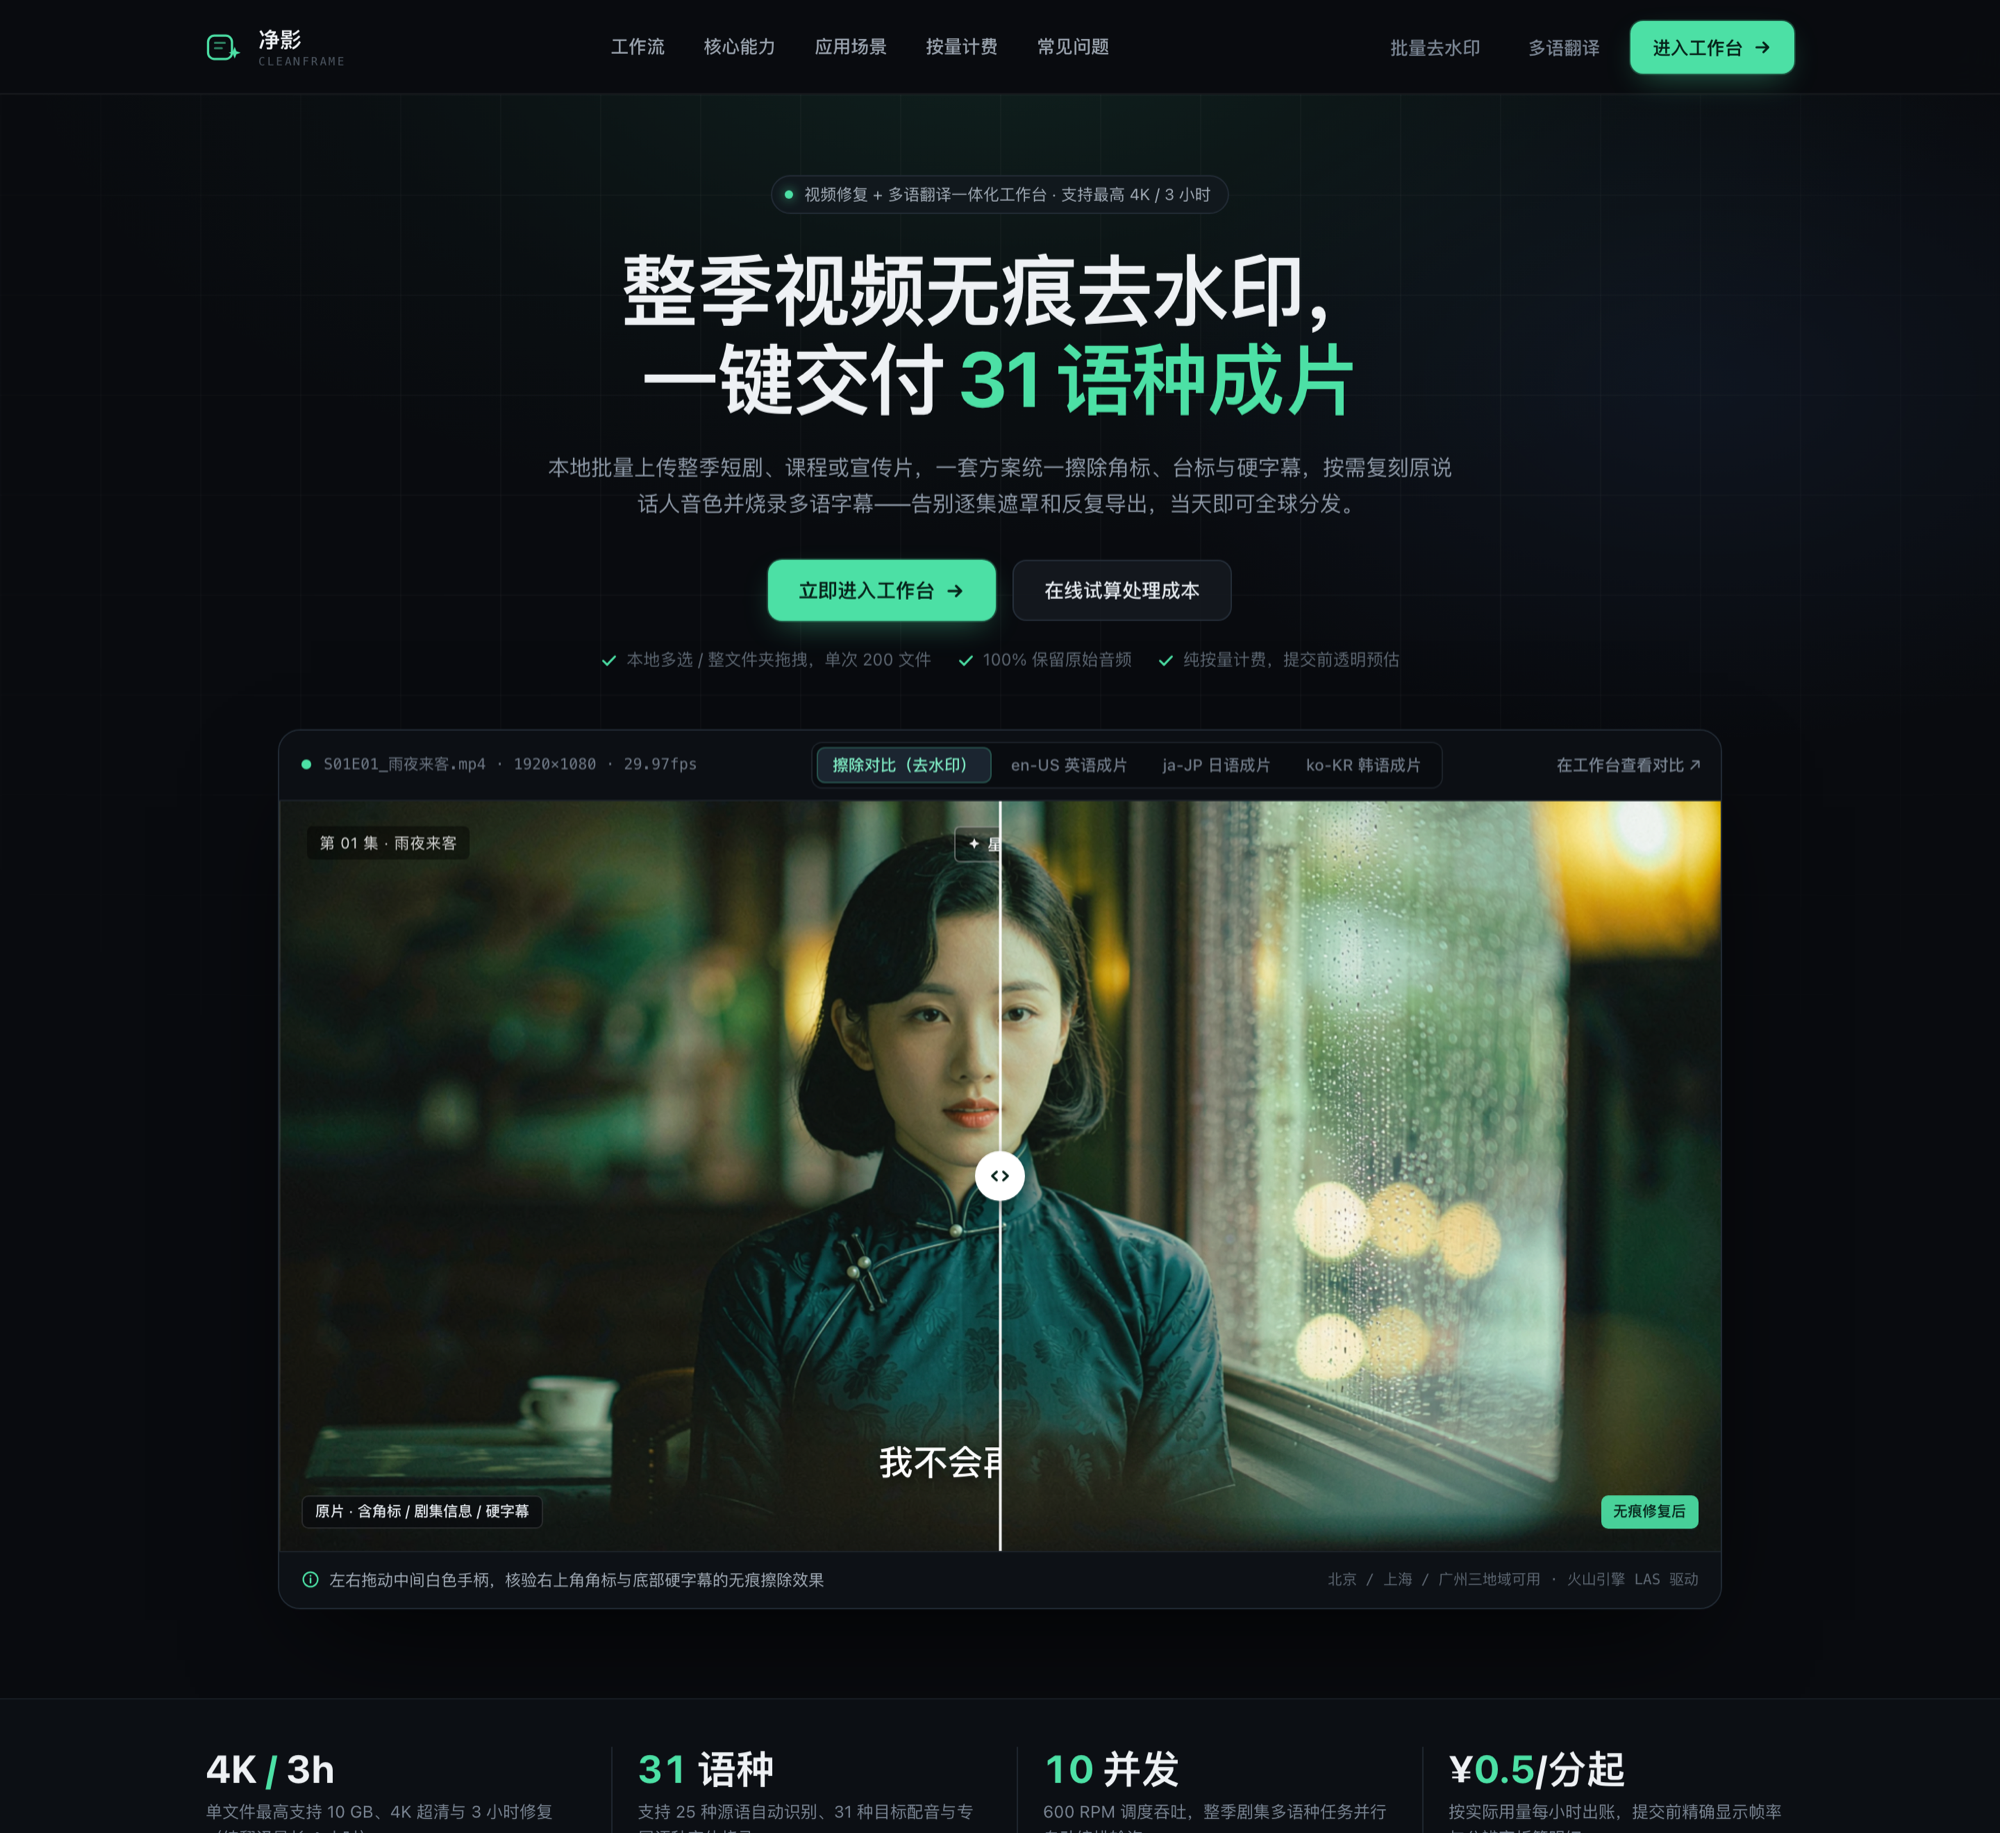 净影
CLEANFRAME
工作流 核心能力 应用场景 按量计费 常见问题
批量去水印 多语翻译 进入工作台 →
视频修复 + 多语翻译一体化工作台 · 支持最高 4K / 3 小时
整季视频无痕去水印，
一键交付 31 语种成片
本地批量上传整季短剧、课程或宣传片，一套方案统一擦除角标、台标与硬字幕，按需复刻原说
话人音色并烧录多语字幕——告别逐集遮罩和反复导出，当天即可全球分发。
立即进入工作台 → 在线试算处理成本
本地多选 / 整文件夹拖拽，单次 200 文件 100% 保留原始音频 纯按量计费，提交前透明预估
S01E01_雨夜来客.mp4 · 1920×1080 · 29.97fps 擦除对比（去水印） en-US 英语成片 ja-JP 日语成片 ko-KR 韩语成片 在工作台查看对比 ↗
第 01 集 · 雨夜来客
✦
我不会
原片 · 含角标 / 剧集信息 / 硬字幕 无痕修复后
左右拖动中间白色手柄，核验右上角角标与底部硬字幕的无痕擦除效果 北京 / 上海 / 广州三地域可用 · 火山引擎 LAS 驱动
4K / 3h
单文件最高支持 10 GB、4K 超清与 3 小时修复
31 语种
支持 25 种源语自动识别、31 种目标配音与专
10 并发
600 RPM 调度吞吐，整季剧集多语种任务并行
¥0.5/分起
按实际用量每小时出账，提交前精确显示帧率